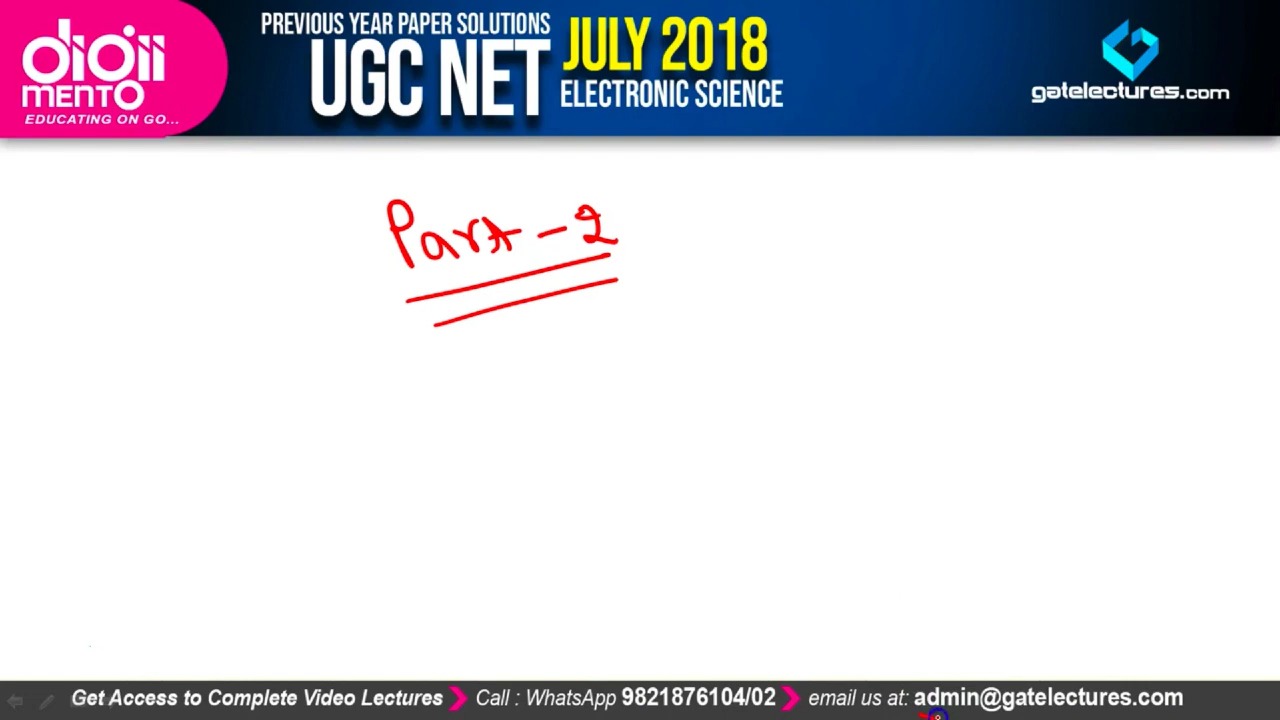 digii
MENTO
EDUCATING ON GO...
PREVIOUS YEAR PAPER SOLUTIONS
UGC NET
JULY 2018
ELECTRONIC SCIENCE
gatelectures.com
Part - 2
Get Access to Complete Video Lectures
Call : WhatsApp 9821876104/02
email us at: admin@gatelectures.com